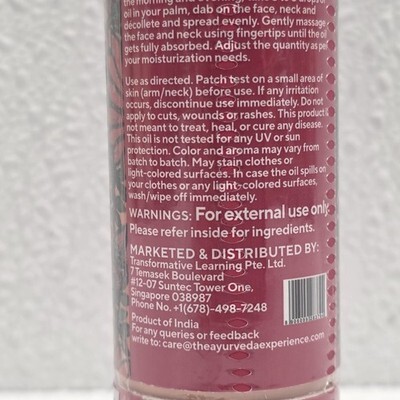 oil in your palm, dab on the face, neck and
décollete and spread evenly. Gently massage
the face and neck using fingertips until the oil
gets fully absorbed. Adjust the quantity as per
your moisturization needs.
Use as directed. Patch test on a small area of
skin (arm/neck) before use. If any irritation
occurs, discontinue use immediately. Do not
apply to cuts, wounds or rashes. This product is
not meant to treat, heal, or cure any disease.
This oil is not tested for any UV or sun
protection. Color and aroma may vary from
batch to batch. May stain clothes or
light-colored surfaces. In case the oil spills on
your clothes or any light-colored surfaces,
wash/wipe off immediately.
WARNINGS: For external use only.
Please refer inside for ingredients.
MARKETED & DISTRIBUTED BY:
Transformative Learning Pte. Ltd.
7 Temasek Boulevard
#12-07 Suntec Tower One,
Singapore 038987
Phone No. +1(678)-498-7248
Product of India
For any queries or feedback
write to: care@theayurvedaexperience.com